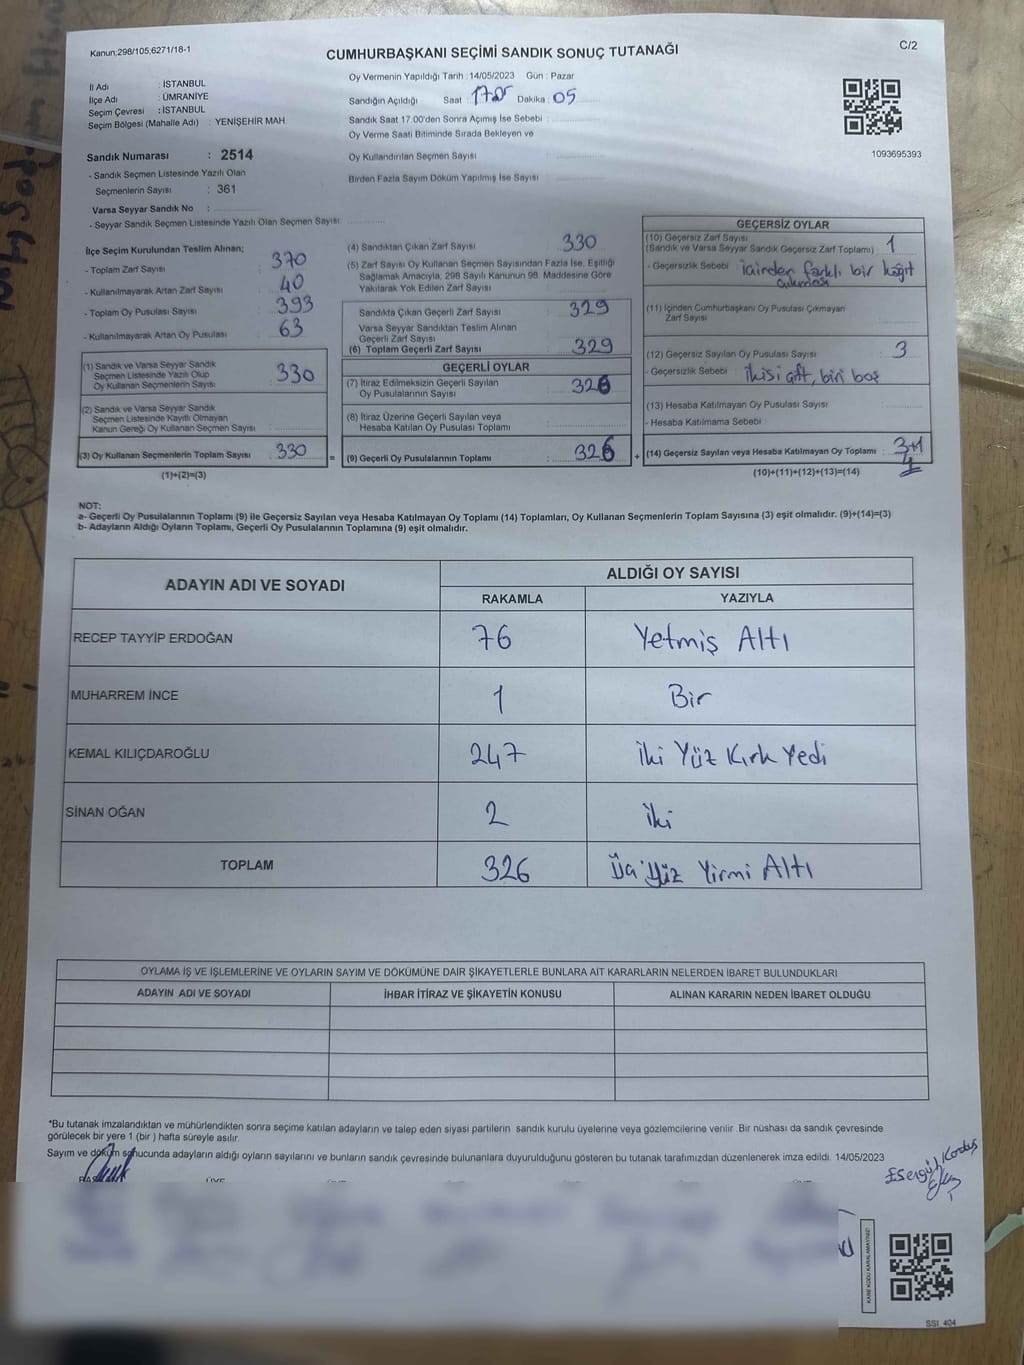 Kanun;298/105;6271/18-1
CUMHURBAŞKANI SEÇİMİ SANDIK SONUÇ TUTANAĞI
C/2
İl Adı : İSTANBUL
İlçe Adı : ÜMRANİYE
Seçim Çevresi : İSTANBUL
Seçim Bölgesi (Mahalle Adı) : YENİŞEHİR MAH.
Sandık Numarası : 2514
- Sandık Seçmen Listesinde Yazılı Olan
Seçmenlerin Sayısı : 361
Varsa Seyyar Sandık No :
- Seyyar Sandık Seçmen Listesinde Yazılı Olan Seçmen Sayısı:
Oy Vermenin Yapıldığı Tarih :14/05/2023 Gün : Pazar
Sandığın Açıldığı Saat : Dakika : 05
Sandık Saat 17.00'den Sonra Açımış İse Sebebi :
Oy Verme Saati Bitiminde Sırada Bekleyen ve
Oy Kullandırılan Seçmen Sayısı :
Birden Fazla Sayım Döküm Yapılmış İse Sayısı :
1093695393
İlçe Seçim Kurulundan Teslim Alınan;
- Toplam Zarf Sayısı : 370
- Kullanılmayarak Artan Zarf Sayısı : 40
- Toplam Oy Pusulası Sayısı : 393
- Kullanılmayarak Artan Oy Pusulası : 63
(1) Sandık ve Varsa Seyyar Sandık
Seçmen Listesinde Yazılı Olup
Oy Kullanan Seçmenlerin Sayısı : 330
(2) Sandık ve Varsa Seyyar Sandık
Seçmen Listesinde Kayıtlı Olmayan
Kanun Gereği Oy Kullanan Seçmen Sayısı :
(3) Oy Kullanan Seçmenlerin Toplam Sayısı : 330
(1)+(2)=(3)
(4) Sandıktan Çıkan Zarf Sayısı : 330
(5) Zarf Sayısı Oy Kullanan Seçmen Sayısından Fazla İse, Eşitliği
Sağlamak Amacıyla, 298 Sayılı Kanunun 98. Maddesine Göre
Yakılarak Yok Edilen Zarf Sayısı :
Sandıkta Çıkan Geçerli Zarf Sayısı : 329
Varsa Seyyar Sandıktan Teslim Alınan
Geçerli Zarf Sayısı :
(6) Toplam Geçerli Zarf Sayısı : 329
GEÇERLİ OYLAR
(7) İtiraz Edilmeksizin Geçerli Sayılan
Oy Pusulalarının Sayısı : 326
(8) İtiraz Üzerine Geçerli Sayılan veya
Hesaba Katılan Oy Pusulası Toplamı :
= (9) Geçerli Oy Pusulalarının Toplamı : 326 +
GEÇERSİZ OYLAR
(10) Geçersiz Zarf Sayısı
(Sandık ve Varsa Seyyar Sandık Geçersiz Zarf Toplamı) : 1
- Geçersizlik Sebebi : İçinden farklı bir kağıt
çıkması
(11) İçinden Cumhurbaşkanı Oy Pusulası Çıkmayan
Zarf Sayısı :
(12) Geçersiz Sayılan Oy Pusulası Sayısı : 3
- Geçersizlik Sebebi : İkisi çift, biri boş
(13) Hesaba Katılmayan Oy Pusulası Sayısı :
- Hesaba Katılmama Sebebi :
(14) Geçersiz Sayılan veya Hesaba Katılmayan Oy Toplamı : 3+1
4
(10)+(11)+(12)+(13)=(14)
NOT:
a- Geçerli Oy Pusulalarının Toplamı (9) ile Geçersiz Sayılan veya Hesaba Katılmayan Oy Toplamı (14) Toplamları, Oy Kullanan Seçmenlerin Toplam Sayısına (3) eşit olmalıdır. (9)+(14)=(3)
b- Adayların Aldığı Oyların Toplamı, Geçerli Oy Pusulalarının Toplamına (9) eşit olmalıdır.
ADAYIN ADI VE SOYADI
ALDIĞI OY SAYISI
RAKAMLA YAZIYLA
RECEP TAYYİP ERDOĞAN 76 Yetmiş Altı
MUHARREM İNCE 1 Bir
KEMAL KILIÇDAROĞLU 247 İki Yüz Kırk Yedi
SİNAN OĞAN 2 İki
TOPLAM 326 Üç Yüz Yirmi Altı
OYLAMA İŞ VE İŞLEMLERİNE VE OYLARIN SAYIM VE DÖKÜMÜNE DAİR ŞİKAYETLERLE BUNLARA AİT KARARLARIN NELERDEN İBARET BULUNDUKLARI
ADAYIN ADI VE SOYADI İHBAR İTİRAZ VE ŞİKAYETİN KONUSU ALINAN KARARIN NEDEN İBARET OLDUĞU
*Bu tutanak imzalandıktan ve mühürlendikten sonra seçime katılan adayların ve talep eden siyasi partilerin sandık kurulu üyelerine veya gözlemcilerine verilir. Bir nüshası da sandık çevresinde
görülecek bir yere 1 (bir ) hafta süreyle asılır.
Sayım ve döküm sonucunda adayların aldığı oyların sayılarını ve bunların sandık çevresinde bulunanlara duyurulduğunu gösteren bu tutanak tarafımızdan düzenlenerek imza edildi. 14/05/2023
KARE KODU KARALAMAYINIZ!
SSI_404